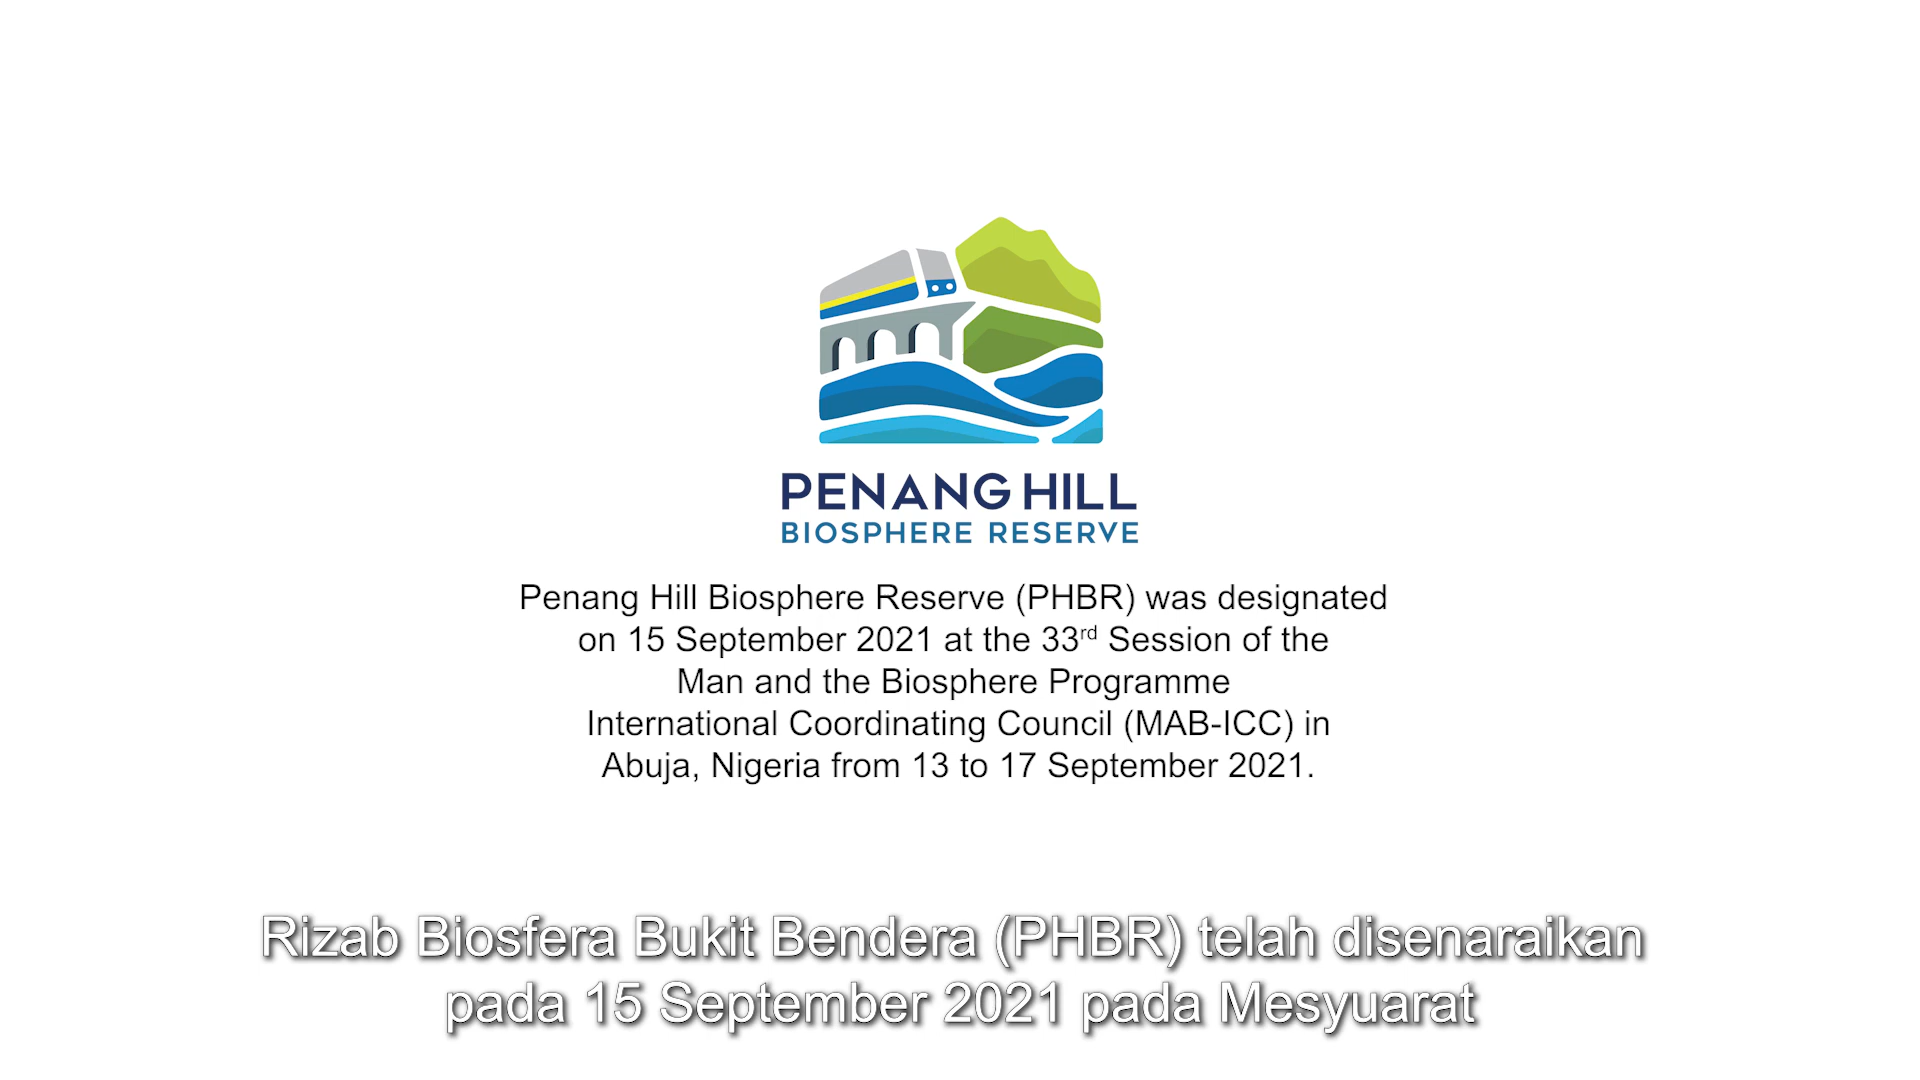 PENANG HILL
BIOSPHERE RESERVE
Penang Hill Biosphere Reserve (PHBR) was designated
on 15 September 2021 at the 33rd Session of the
Man and the Biosphere Programme
International Coordinating Council (MAB-ICC) in
Abuja, Nigeria from 13 to 17 September 2021.
Rizab Biosfera Bukit Bendera (PHBR) telah disenaraikan
pada 15 September 2021 pada Mesyuarat